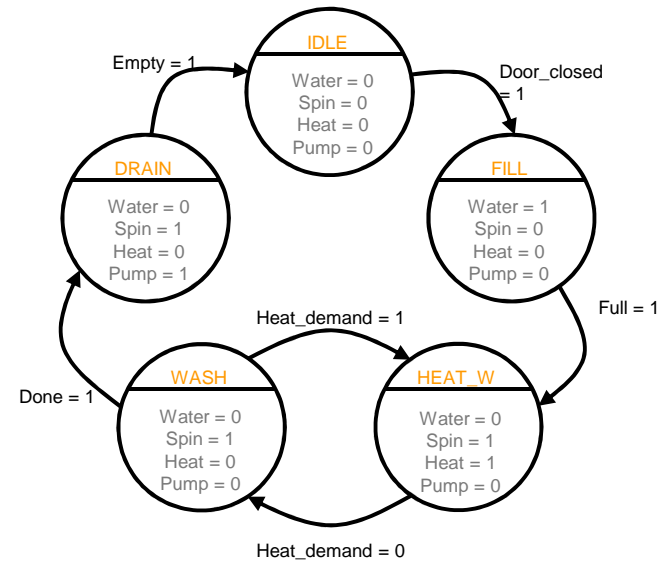 IDLE
Water = 0
Spin = 0
Heat = 0
Pump = 0
Empty = 1
Door_closed
= 1
DRAIN
Water = 0
Spin = 1
Heat = 0
Pump = 1
FILL
Water = 1
Spin = 0
Heat = 0
Pump = 0
Full = 1
Heat_demand = 1
Done = 1
WASH
Water = 0
Spin = 1
Heat = 0
Pump = 0
HEAT_W
Water = 0
Spin = 1
Heat = 1
Pump = 0
Heat_demand = 0